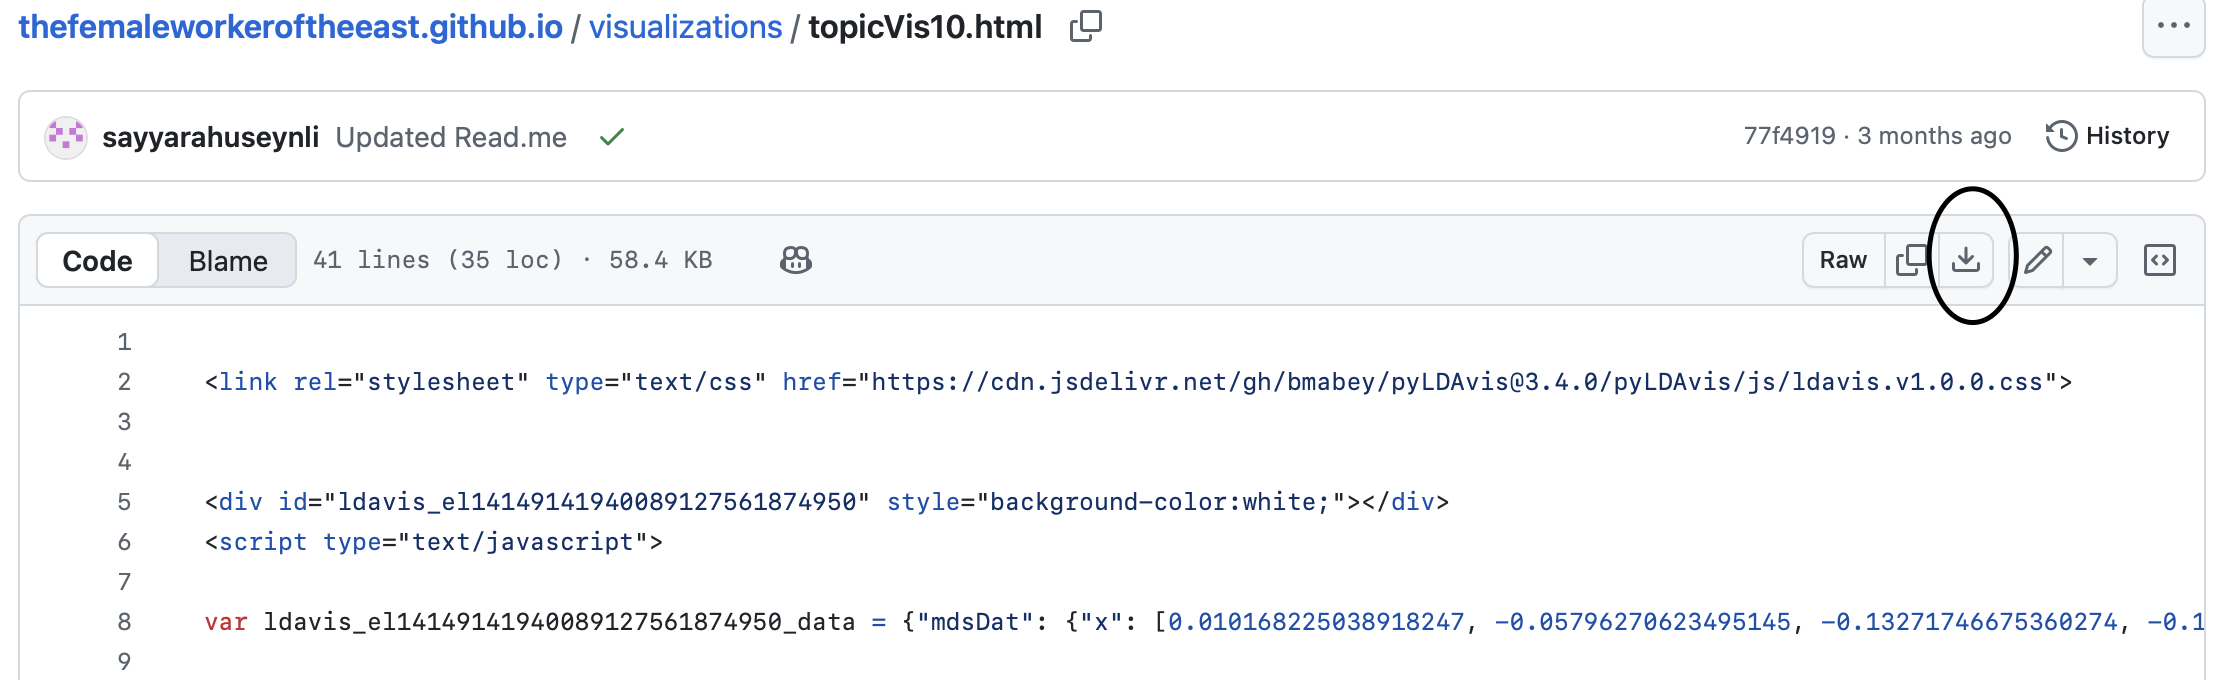 thefemaleworkeroftheeast.github.io / visualizations / topicVis10.html
sayyarahuseynli Updated Read.me
77f4919 · 3 months ago History
Code Blame 41 lines (35 loc) · 58.4 KB Raw
1
2 <link rel="stylesheet" type="text/css" href="https://cdn.jsdelivr.net/gh/bmabey/pyLDAvis@3.4.0/pyLDAvis/js/ldavis.v1.0.0.css">
3
4
5 <div id="ldavis_el141491419400891275618​74950" style="background-color:white;"></div>
6 <script type="text/javascript">
7
8 var ldavis_el14149141940089127561874950_data = {"mdsDat": {"x": [0.010168225038918247, -0.05796270623495145, -0.13271746675360274, -0.1
9